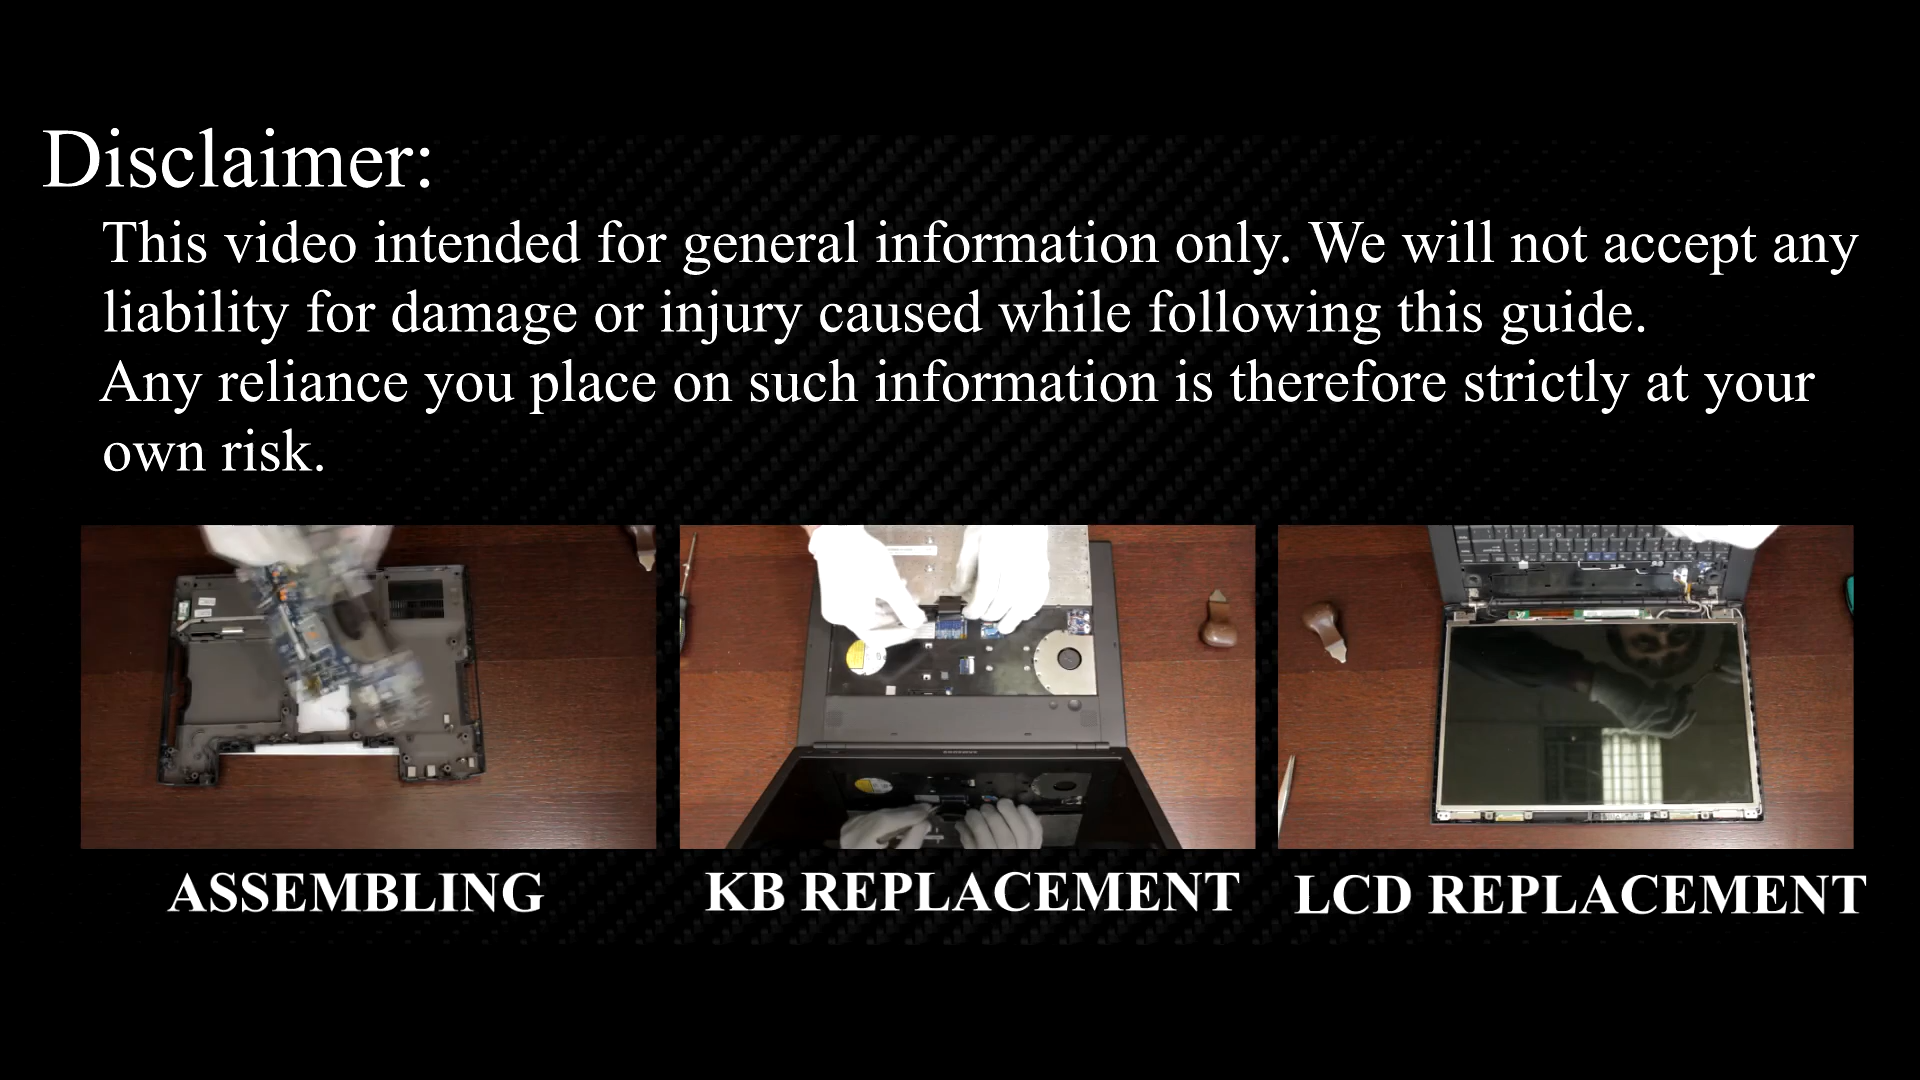 Disclaimer:
This video intended for general information only. We will not accept any
liability for damage or injury caused while following this guide.
Any reliance you place on such information is therefore strictly at your
own risk.
ASSEMBLING
KB REPLACEMENT
LCD REPLACEMENT